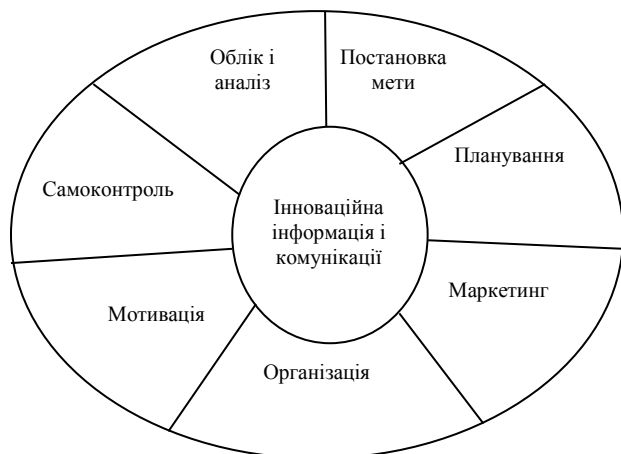 Облік і
аналіз
Постановка
мети
Планування
Самоконтроль
Інноваційна
інформація і
комунікації
Маркетинг
Мотивація
Організація